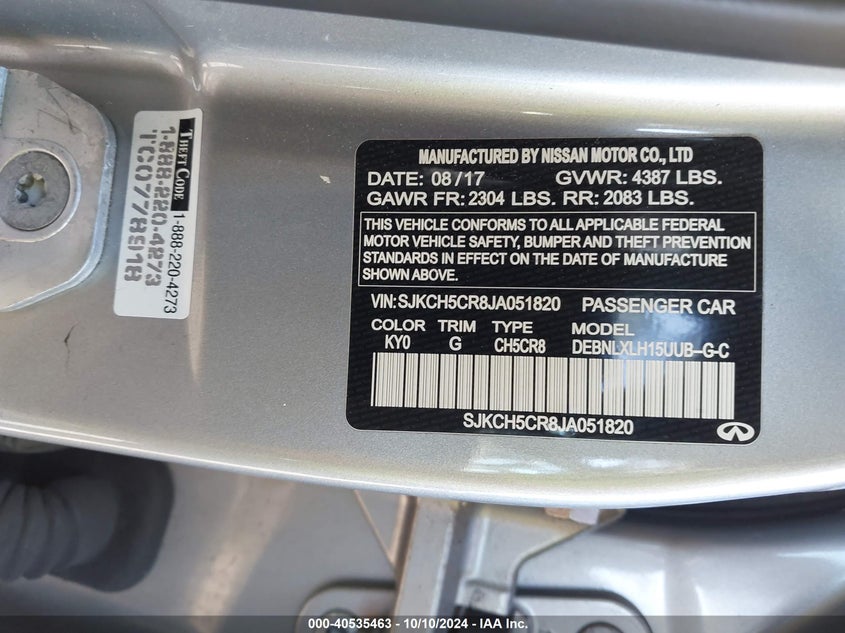 THEFT CODE 1-888-220-4273
1-888-220-4273
TC0778918
MANUFACTURED BY NISSAN MOTOR CO., LTD
DATE: 08/17 GVWR: 4387 LBS.
GAWR FR: 2304 LBS. RR: 2083 LBS.
THIS VEHICLE CONFORMS TO ALL APPLICABLE FEDERAL
MOTOR VEHICLE SAFETY, BUMPER AND THEFT PREVENTION
STANDARDS IN EFFECT ON THE DATE OF MANUFACTURE
SHOWN ABOVE.
VIN: SJKCH5CR8JA051820 PASSENGER CAR
COLOR TRIM TYPE MODEL
KY0 G CH5CR8 DEBNLXLH15UUB-G-C
SJKCH5CR8JA051820
000-40535463 - 10/10/2024 - IAA Inc.